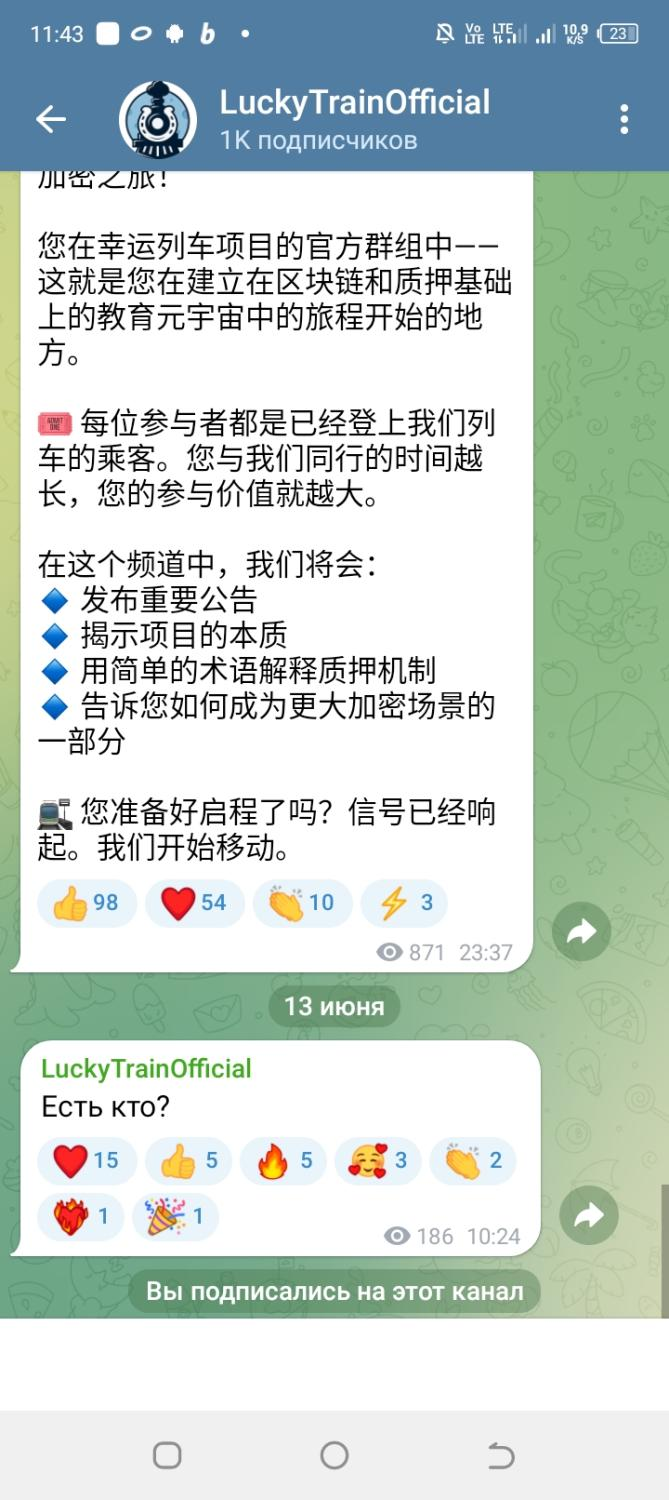 11:43
Vo LTE LTE 10,9 K/S 23
LuckyTrainOfficial
1K подписчиков
加密之旅！
您在幸运列车项目的官方群组中——
这就是您在建立在区块链和质押基础
上的教育元宇宙中的旅程开始的地
方。
🎟 每位参与者都是已经登上我们列
车的乘客。您与我们同行的时间越
长，您的参与价值就越大。
在这个频道中，我们将会：
🔹 发布重要公告
🔹 揭示项目的本质
🔹 用简单的术语解释质押机制
🔹 告诉您如何成为更大加密场景的
一部分
🚉 您准备好启程了吗？信号已经响
起。我们开始移动。
👍 98 ❤️ 54 👏 10 ⚡ 3
871 23:37
13 июня
LuckyTrainOfficial
Есть кто?
❤️ 15 👍 5 🔥 5 🥰 3 👏 2
❤️‍🔥 1 🎉 1
186 10:24
Вы подписались на этот канал